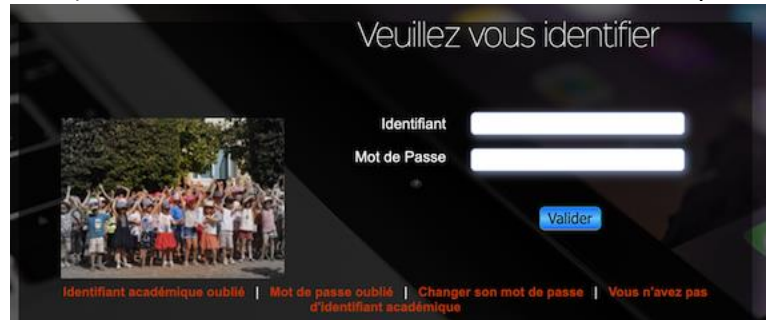 Veuillez vous identifier
Identifiant
Mot de Passe
Valider
Identifiant académique oublié | Mot de passe oublié | Changer son mot de passe | Vous n'avez pas
d'identifiant académique